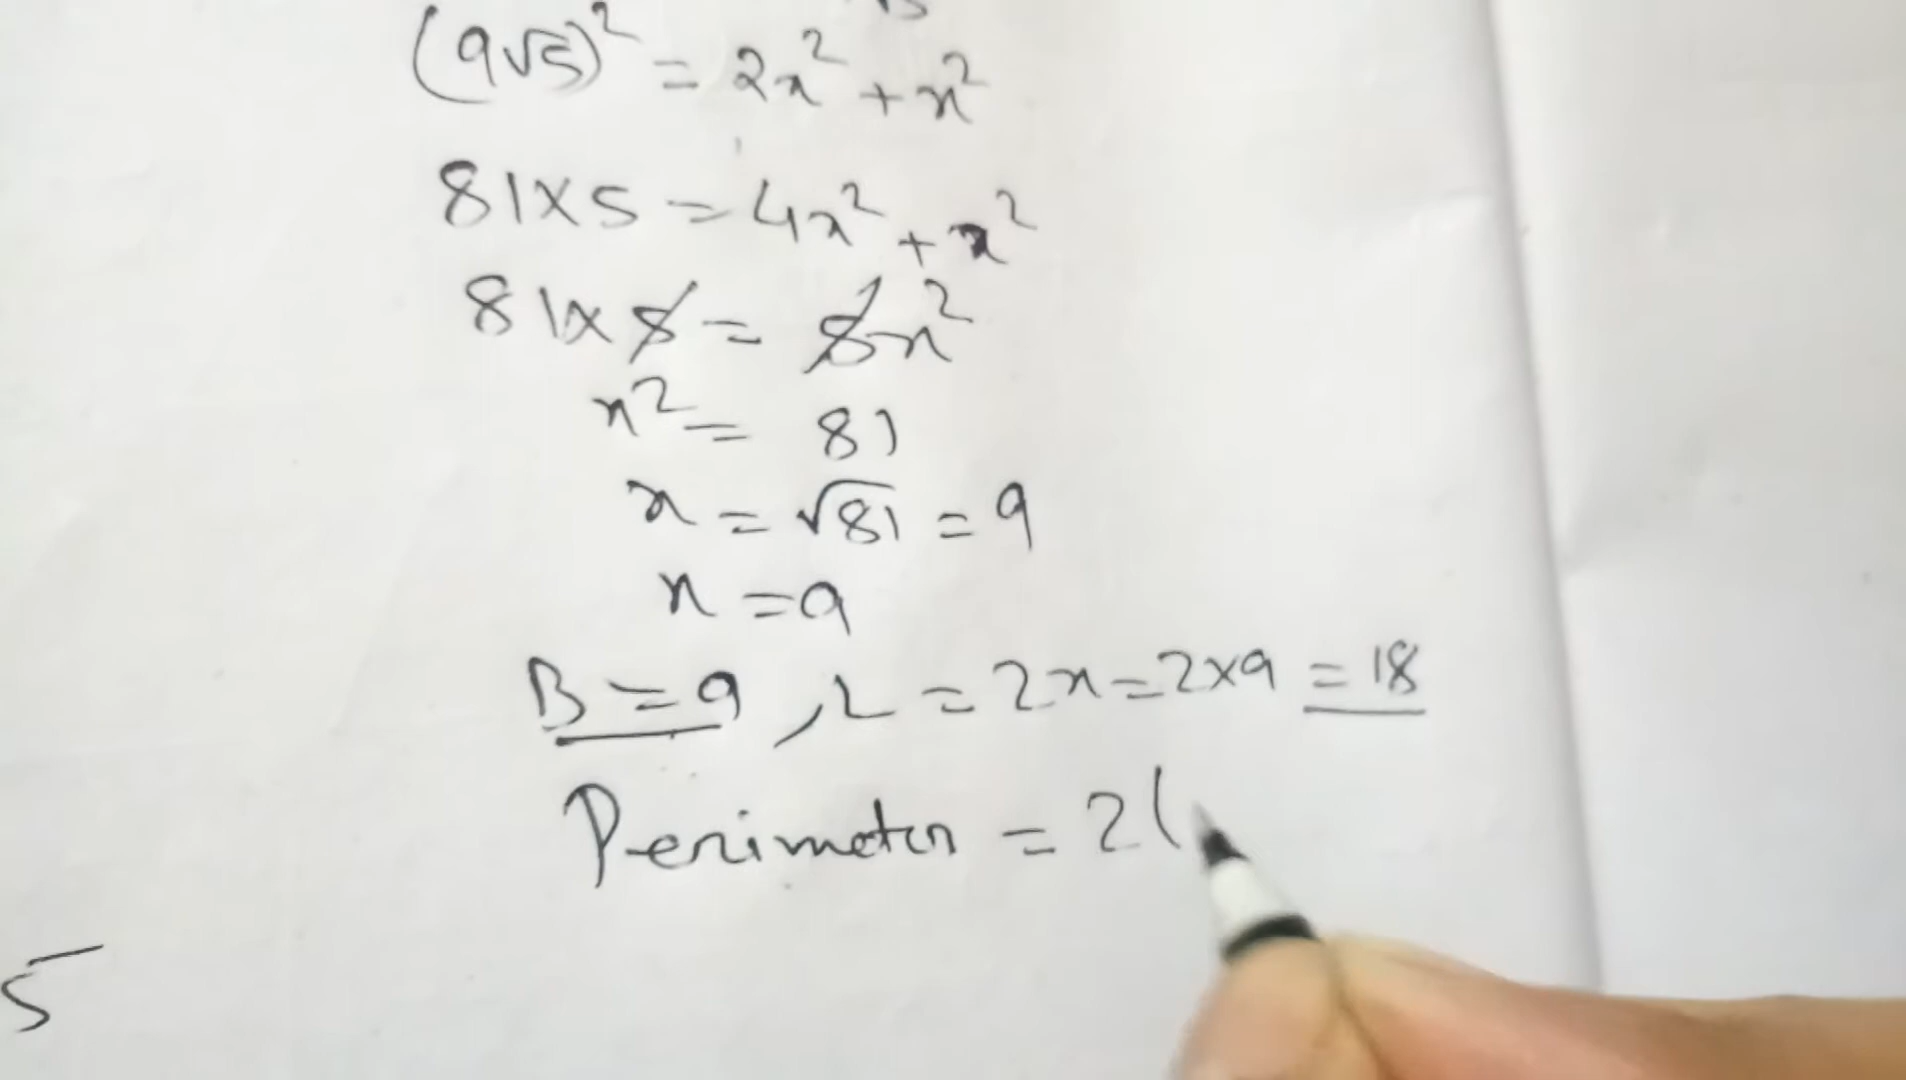 (9√5)² = 2x² + x²
81×5 = 4x² + x²
81×5 = 5x²
x² = 81
x = √81 = 9
x = 9
B = 9, L = 2x = 2×9 = 18
Perimeter = 2(
5